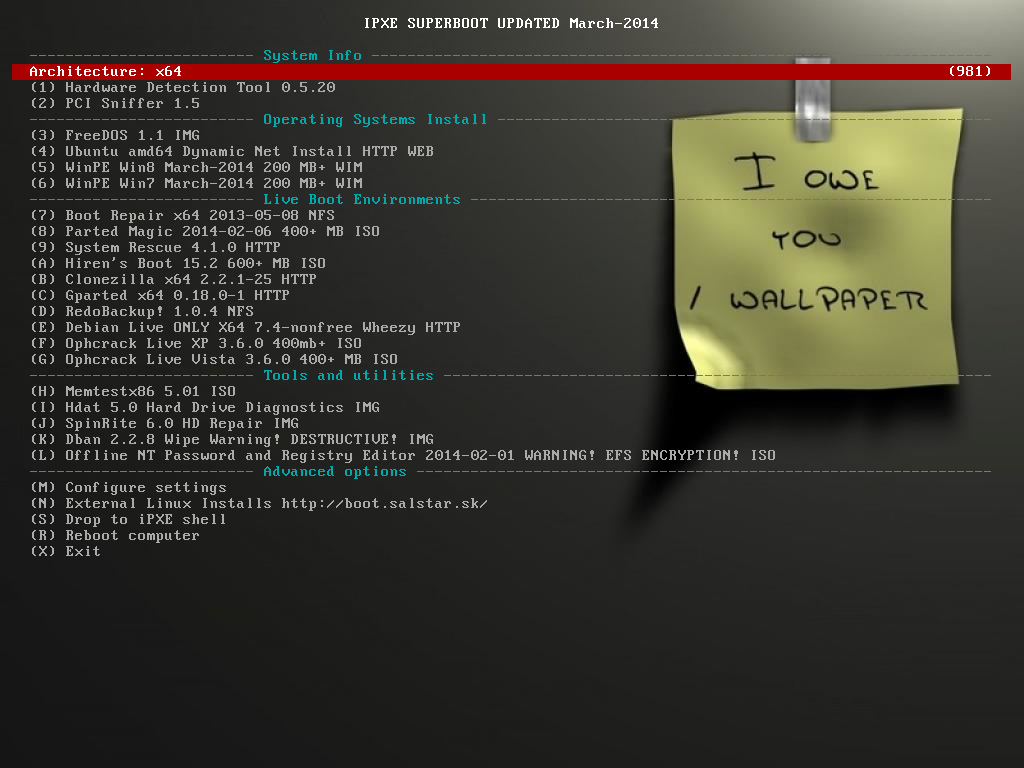 IPXE SUPERBOOT UPDATED March-2014
------------------------- System Info ---------------------------------------------------------------------
Architecture: x64 (981)
(1) Hardware Detection Tool 0.5.20
(2) PCI Sniffer 1.5
------------------------- Operating Systems Install -------------------------------------------------------
(3) FreeDOS 1.1 IMG
(4) Ubuntu amd64 Dynamic Net Install HTTP WEB
(5) WinPE Win8 March-2014 200 MB+ WIM
(6) WinPE Win7 March-2014 200 MB+ WIM
------------------------- Live Boot Environments ----------------------------------------------------------
(7) Boot Repair x64 2013-05-08 NFS
(8) Parted Magic 2014-02-06 400+ MB ISO
(9) System Rescue 4.1.0 HTTP
(A) Hiren's Boot 15.2 600+ MB ISO
(B) Clonezilla x64 2.2.1-25 HTTP
(C) Gparted x64 0.18.0-1 HTTP
(D) RedoBackup! 1.0.4 NFS
(E) Debian Live ONLY X64 7.4-nonfree Wheezy HTTP
(F) Ophcrack Live XP 3.6.0 400mb+ ISO
(G) Ophcrack Live Vista 3.6.0 400+ MB ISO
------------------------- Tools and utilities -------------------------------------------------------------
(H) Memtestx86 5.01 ISO
(I) Hdat 5.0 Hard Drive Diagnostics IMG
(J) SpinRite 6.0 HD Repair IMG
(K) Dban 2.2.8 Wipe Warning! DESTRUCTIVE! IMG
(L) Offline NT Password and Registry Editor 2014-02-01 WARNING! EFS ENCRYPTION! ISO
------------------------- Advanced options ----------------------------------------------------------------
(M) Configure settings
(N) External Linux Installs http://boot.salstar.sk/
(S) Drop to iPXE shell
(R) Reboot computer
(X) Exit
I OWE
YOU
1 WALLPAPER